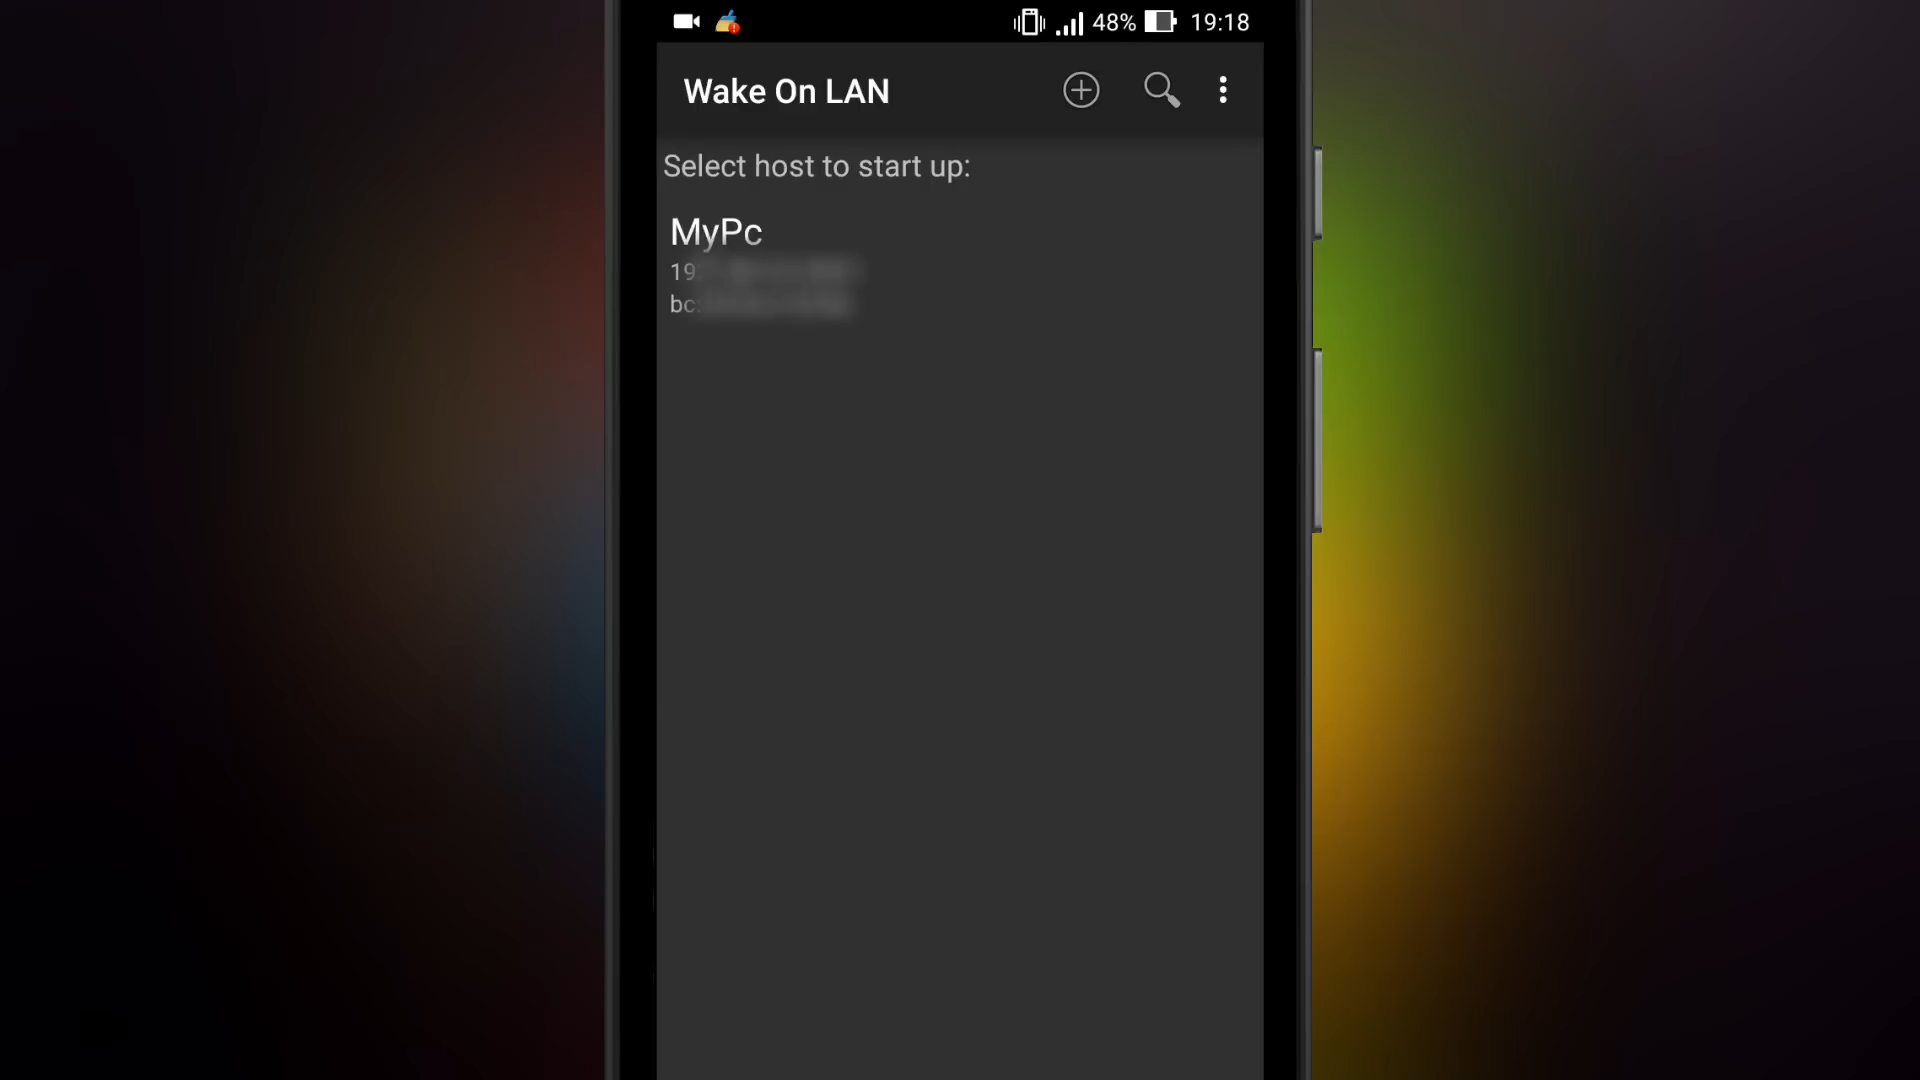 48% 19:18
Wake On LAN
Select host to start up:
MyPc
19
bc: